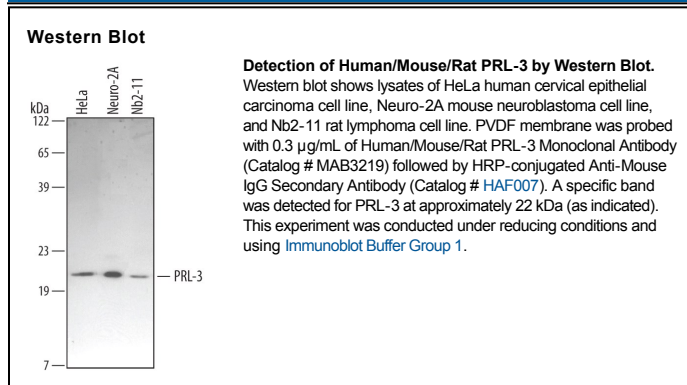 Western Blot
HeLa
Neuro-2A
Nb2-11
kDa
122
65
39
23
19
7
PRL-3
Detection of Human/Mouse/Rat PRL-3 by Western Blot.
Western blot shows lysates of HeLa human cervical epithelial
carcinoma cell line, Neuro-2A mouse neuroblastoma cell line,
and Nb2-11 rat lymphoma cell line. PVDF membrane was probed
with 0.3 µg/mL of Human/Mouse/Rat PRL-3 Monoclonal Antibody
(Catalog # MAB3219) followed by HRP-conjugated Anti-Mouse
IgG Secondary Antibody (Catalog # HAF007). A specific band
was detected for PRL-3 at approximately 22 kDa (as indicated).
This experiment was conducted under reducing conditions and
using Immunoblot Buffer Group 1.